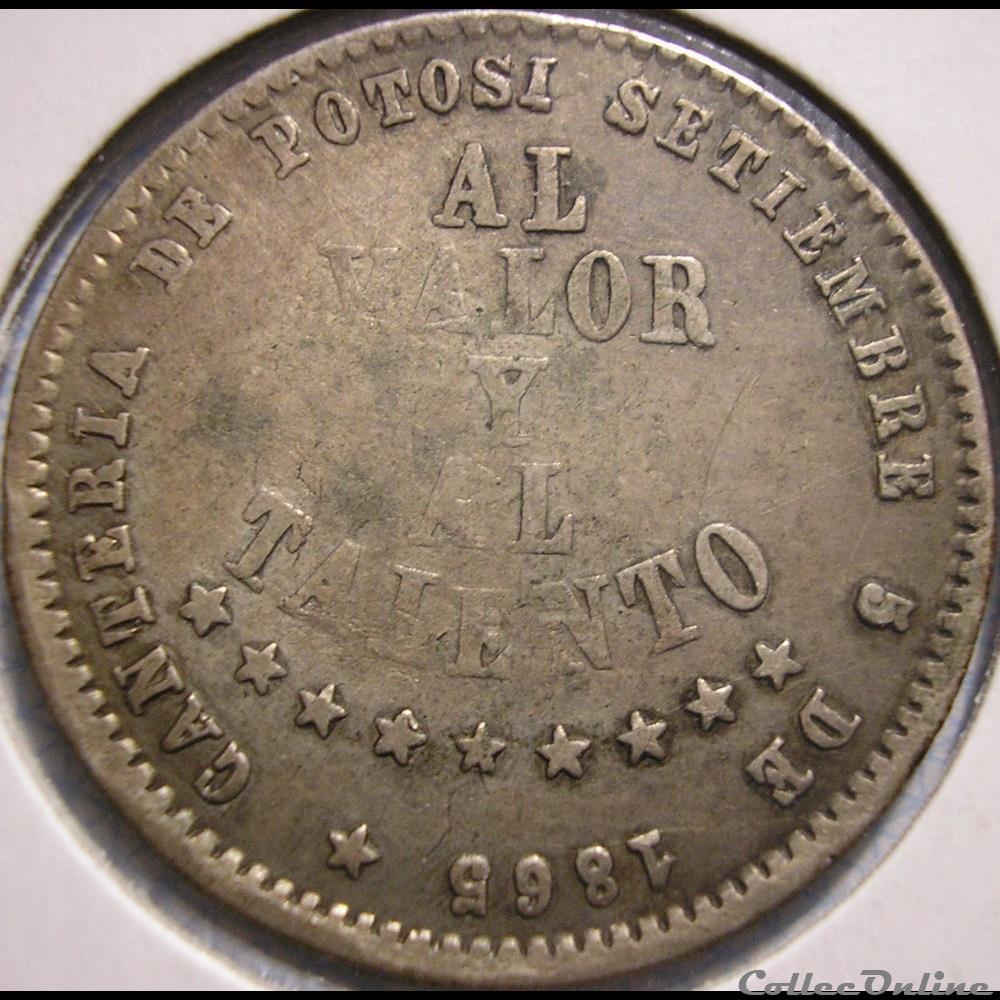 CANTERIA DE POTOSI SETIEMBRE 5 DE 1865
AL
VALOR
Y
AL
TALENTO
CollecOnline